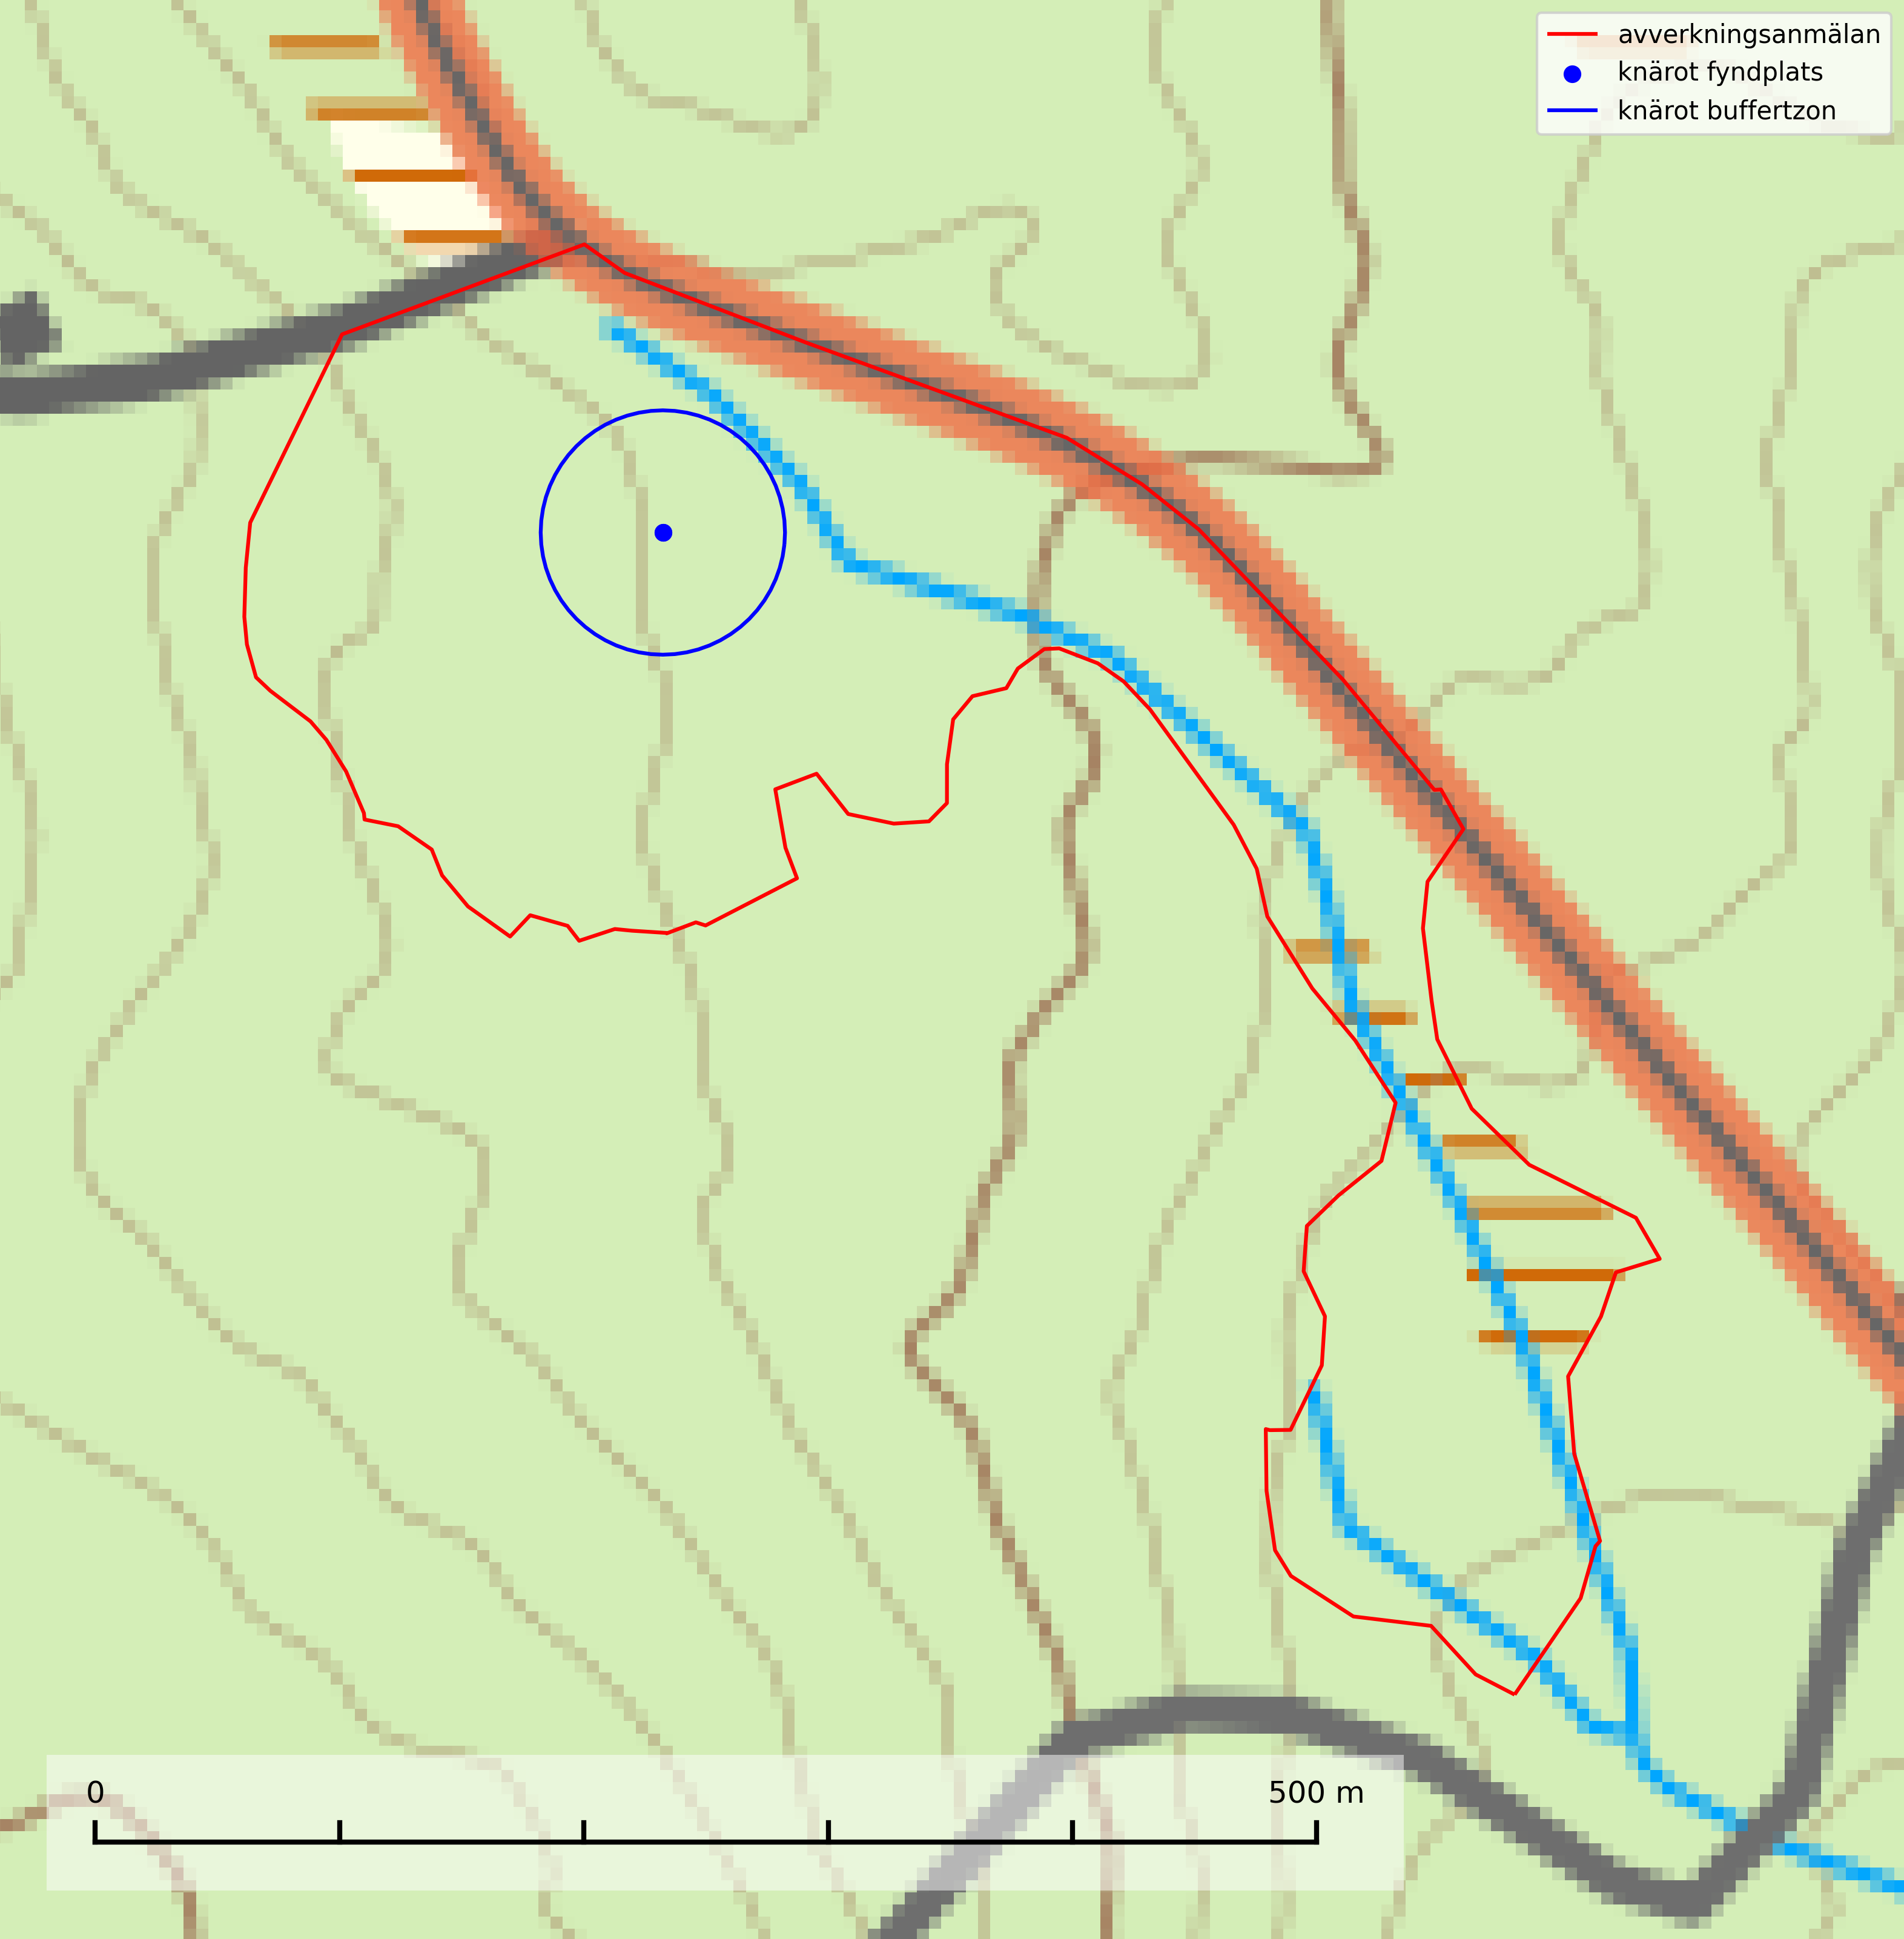 avverkningsanmälan
knärot fyndplats
knärot buffertzon
0
500 m